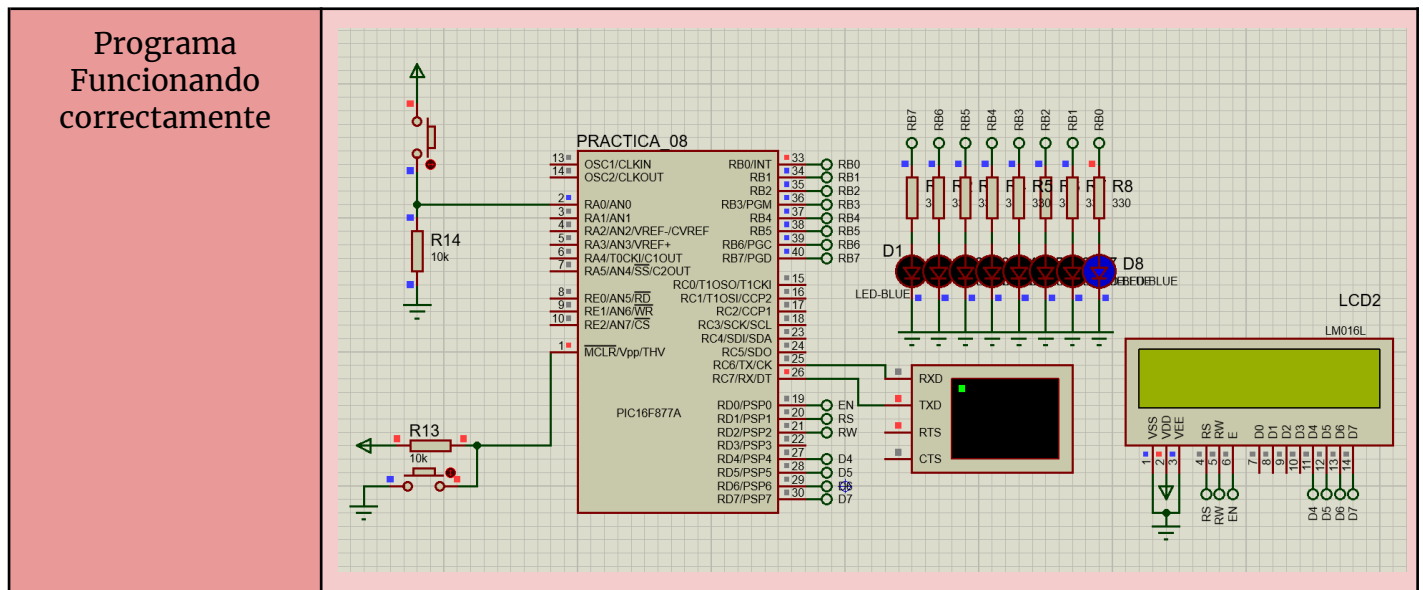 Programa
Funcionando
correctamente
PRACTICA_08
13 OSC1/CLKIN
14 OSC2/CLKOUT
2 RA0/AN0
3 RA1/AN1
4 RA2/AN2/VREF-/CVREF
5 RA3/AN3/VREF+
6 RA4/T0CKI/C1OUT
7 RA5/AN4/SS/C2OUT
8 RE0/AN5/RD
9 RE1/AN6/WR
10 RE2/AN7/CS
1 MCLR/Vpp/THV
RB0/INT 33 RB0
RB1 34 RB1
RB2 35 RB2
RB3/PGM 36 RB3
RB4 37 RB4
RB5 38 RB5
RB6/PGC 39 RB6
RB7/PGD 40 RB7
RC0/T1OSO/T1CKI 15
RC1/T1OSI/CCP2 16
RC2/CCP1 17
RC3/SCK/SCL 18
RC4/SDI/SDA 23
RC5/SDO 24
RC6/TX/CK 25
RC7/RX/DT 26
RD0/PSP0 19 EN
RD1/PSP1 20 RS
RD2/PSP2 21 RW
RD3/PSP3 22
RD4/PSP4 27 D4
RD5/PSP5 28 D5
RD6/PSP6 29
RD7/PSP7 30 D7
PIC16F877A
R14
10k
R13
10k
RB7 RB6 RB5 RB4 RB3 RB2 RB1 RB0
R8
330
D1
LED-BLUE
D8
RXD
TXD
RTS
CTS
LCD2
LM016L
VSS VDD VEE RS RW E D0 D1 D2 D3 D4 D5 D6 D7
1 2 3 4 5 6 7 8 9 10 11 12 13 14
RS RW EN D4 D5 D6 D7